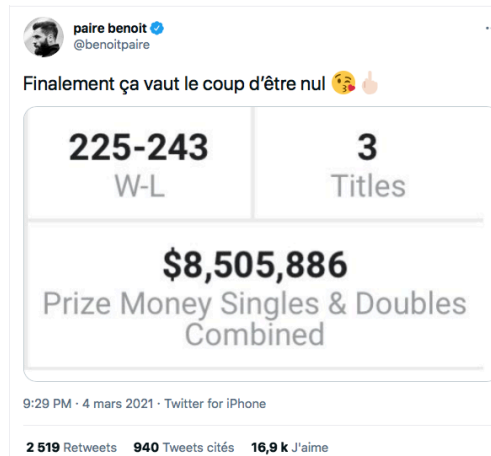 paire benoit
@benoitpaire
Finalement ça vaut le coup d'être nul 😘🖕🏻
225-243
W-L
3
Titles
$8,505,886
Prize Money Singles & Doubles
Combined
9:29 PM · 4 mars 2021 · Twitter for iPhone
2 519 Retweets 940 Tweets cités 16,9 k J'aime